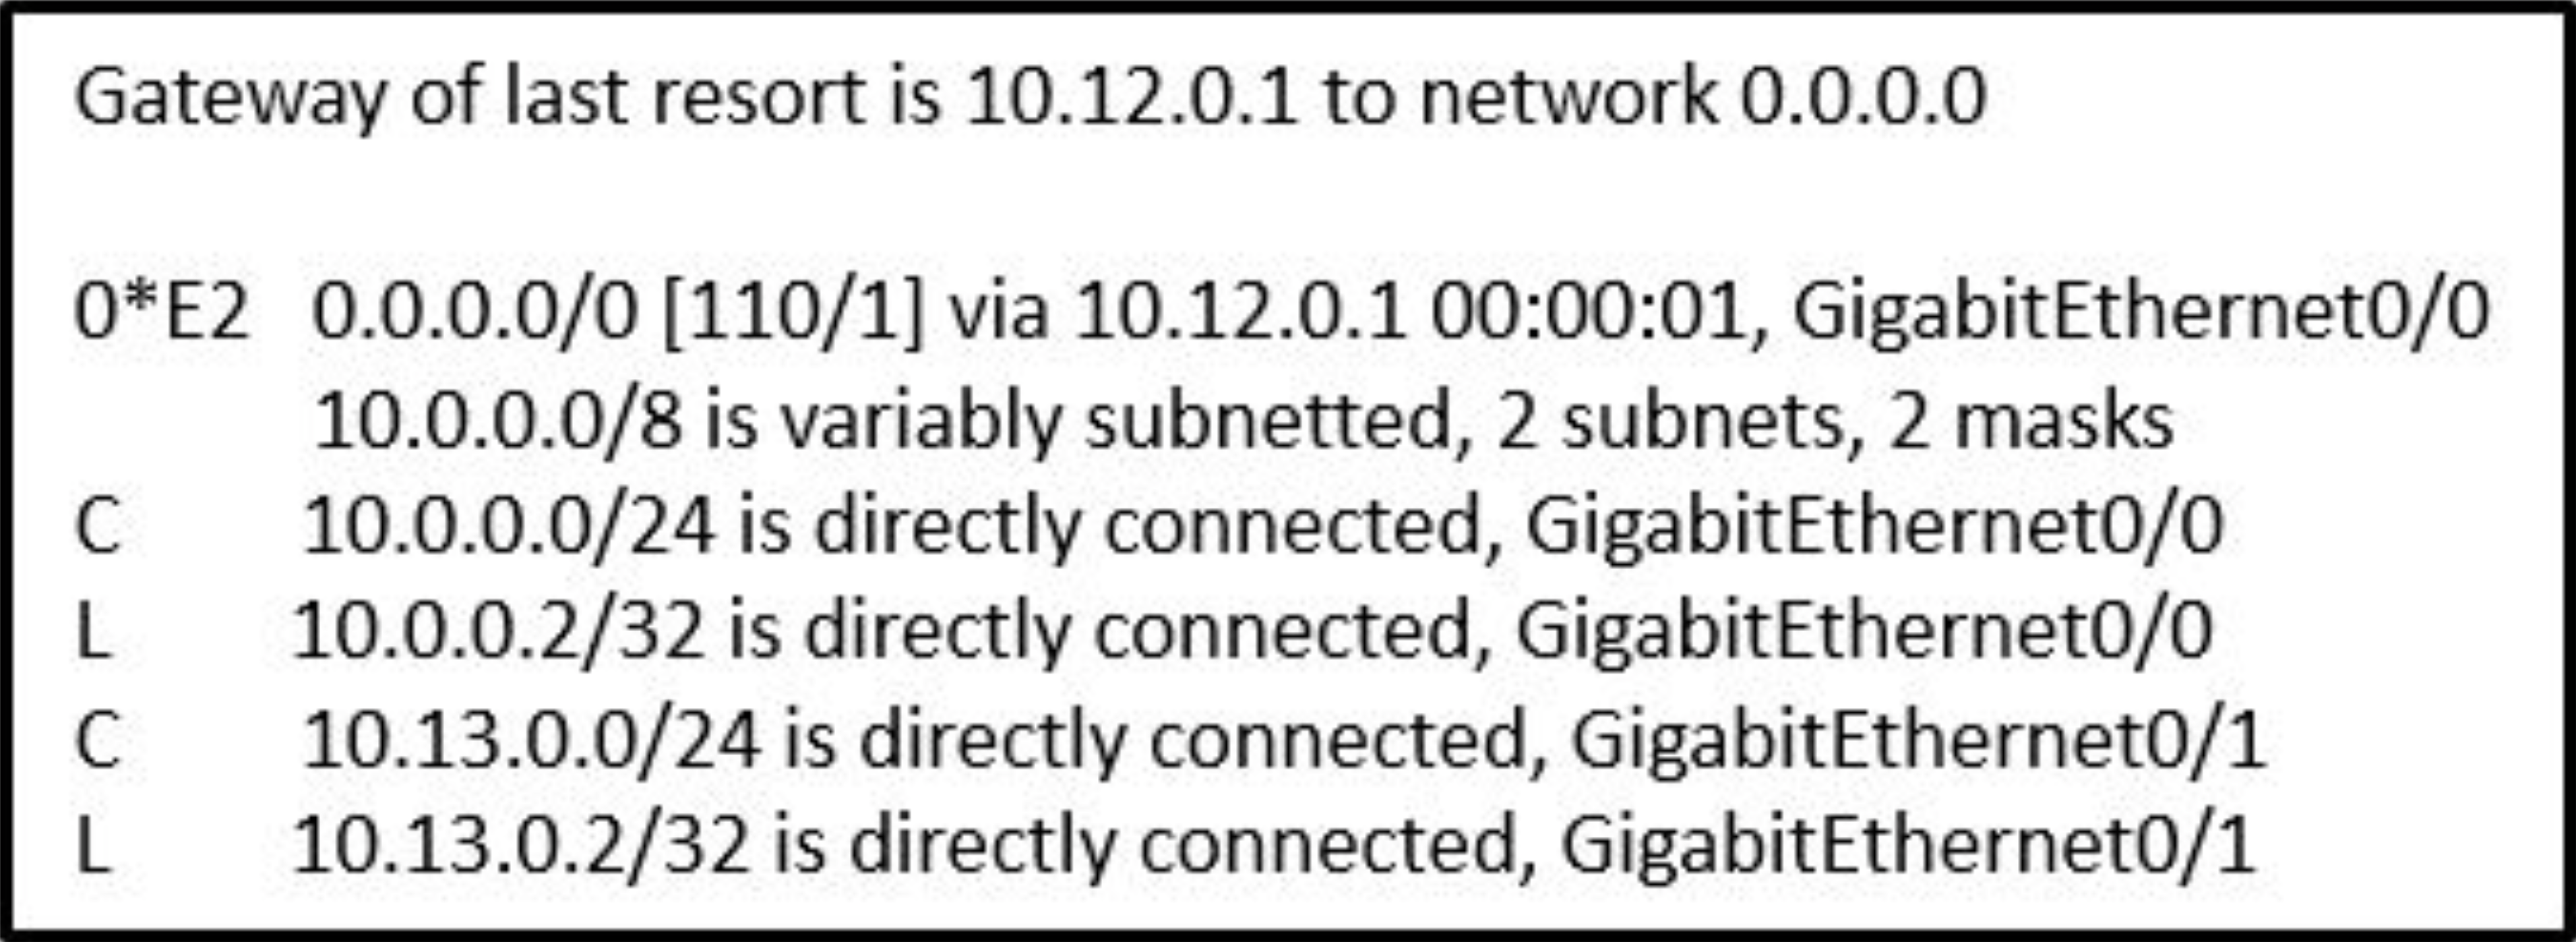 Gateway of last resort is 10.12.0.1 to network 0.0.0.0
0*E2 0.0.0.0/0 [110/1] via 10.12.0.1 00:00:01, GigabitEthernet0/0
10.0.0.0/8 is variably subnetted, 2 subnets, 2 masks
C 10.0.0.0/24 is directly connected, GigabitEthernet0/0
L 10.0.0.2/32 is directly connected, GigabitEthernet0/0
C 10.13.0.0/24 is directly connected, GigabitEthernet0/1
L 10.13.0.2/32 is directly connected, GigabitEthernet0/1